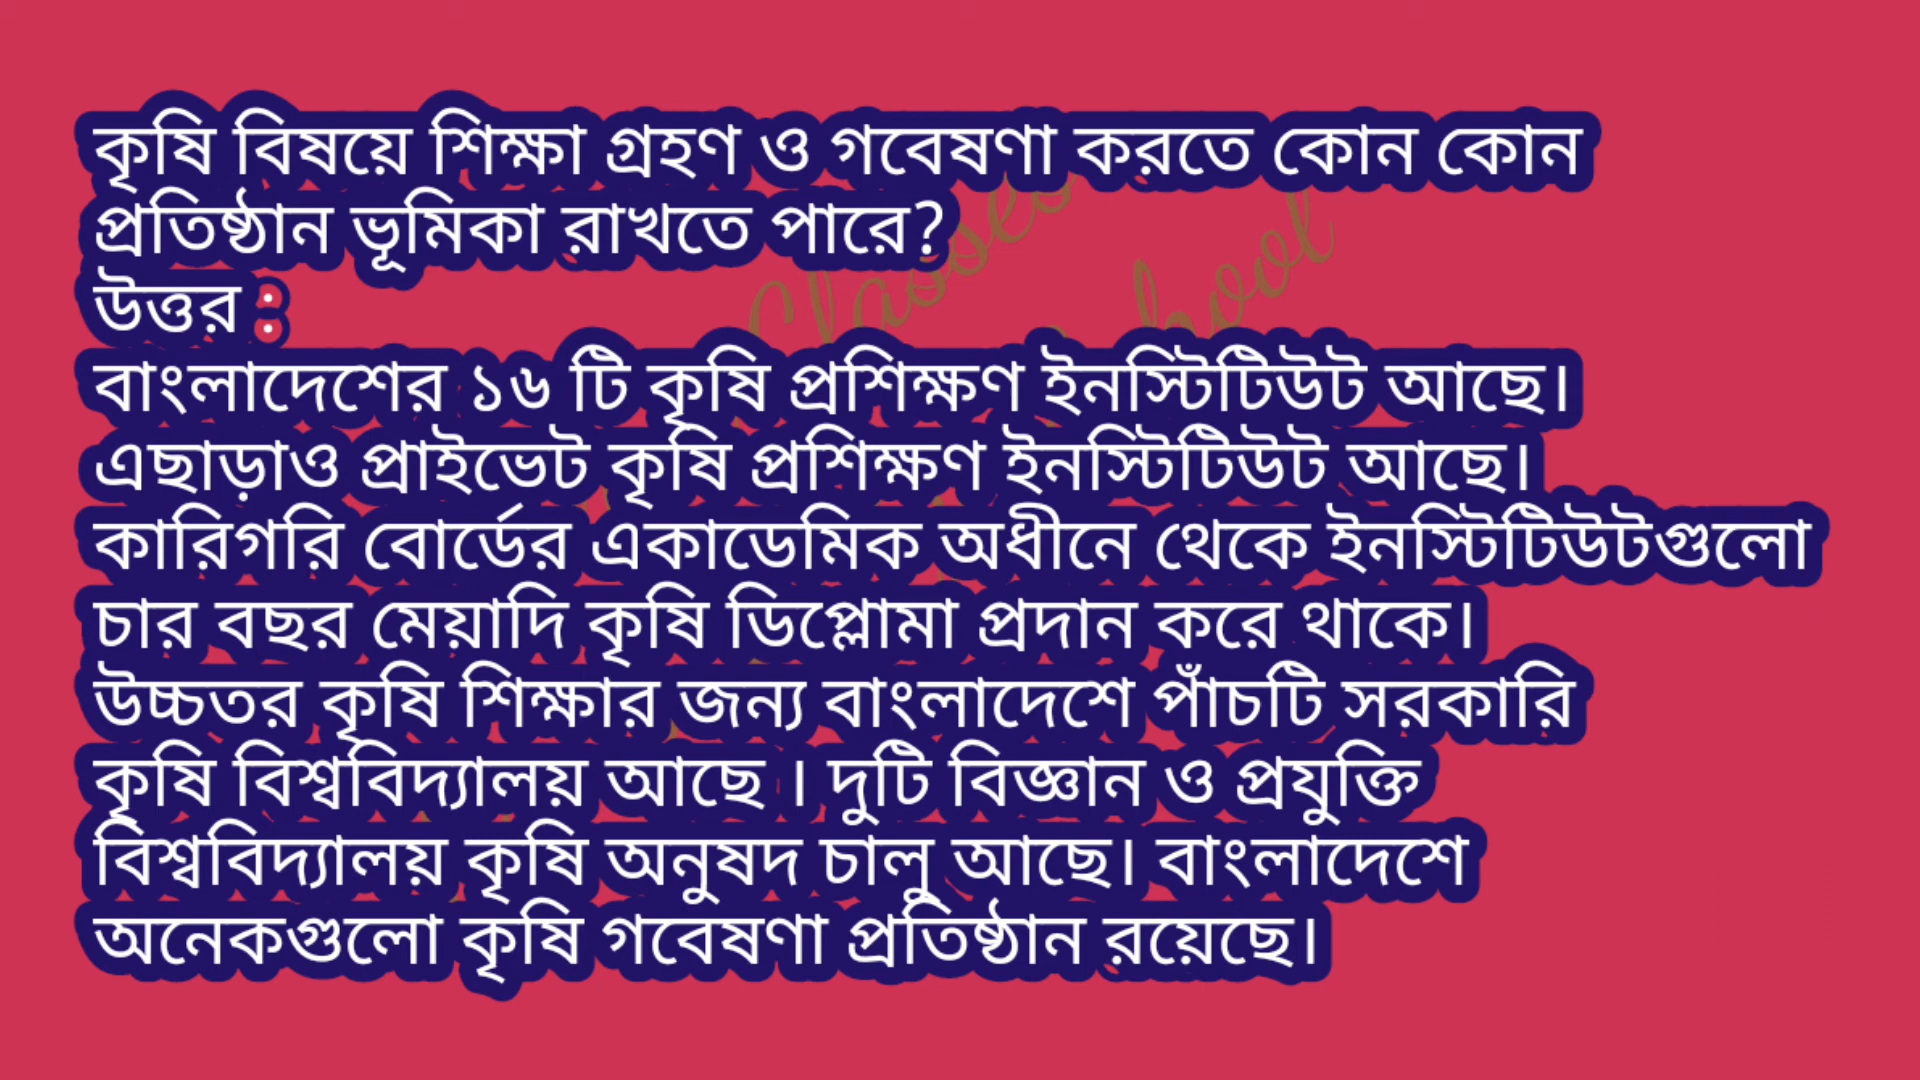 কৃষি বিষয়ে শিক্ষা গ্রহণ ও গবেষণা করতে কোন কোন
প্রতিষ্ঠান ভূমিকা রাখতে পারে?
উত্তর :
বাংলাদেশের ১৬ টি কৃষি প্রশিক্ষণ ইনস্টিটিউট আছে।
এছাড়াও প্রাইভেট কৃষি প্রশিক্ষণ ইনস্টিটিউট আছে।
কারিগরি বোর্ডের একাডেমিক অধীনে থেকে ইনস্টিটিউটগুলো
চার বছর মেয়াদি কৃষি ডিপ্লোমা প্রদান করে থাকে।
উচ্চতর কৃষি শিক্ষার জন্য বাংলাদেশে পাঁচটি সরকারি
কৃষি বিশ্ববিদ্যালয় আছে । দুটি বিজ্ঞান ও প্রযুক্তি
বিশ্ববিদ্যালয় কৃষি অনুষদ চালু আছে। বাংলাদেশে
অনেকগুলো কৃষি গবেষণা প্রতিষ্ঠান রয়েছে।